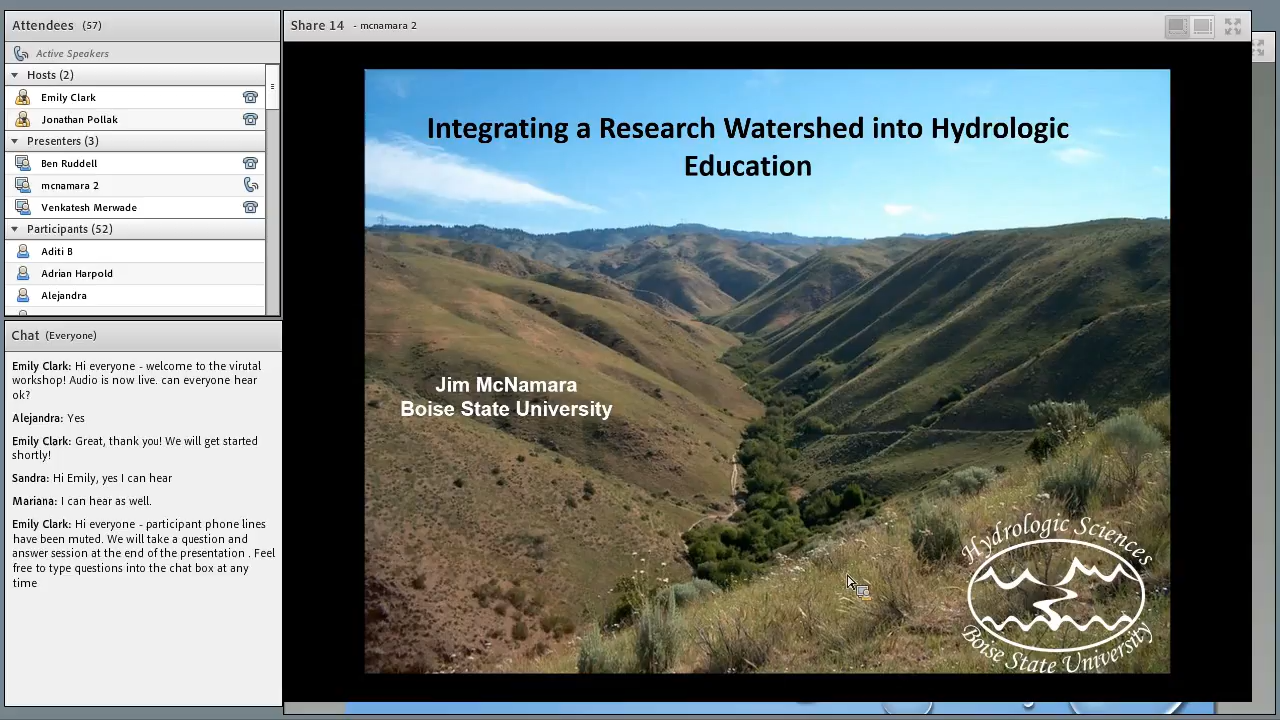 Attendees (57)
Active Speakers
Hosts (2)
Emily Clark
Jonathan Pollak
Presenters (3)
Ben Ruddell
mcnamara 2
Venkatesh Merwade
Participants (52)
Aditi B
Adrian Harpold
Alejandra
Chat (Everyone)
Emily Clark: Hi everyone - welcome to the virutal
workshop! Audio is now live. can everyone hear
ok?
Alejandra: Yes
Emily Clark: Great, thank you! We will get started
shortly!
Sandra: Hi Emily, yes I can hear
Mariana: I can hear as well.
Emily Clark: Hi everyone - participant phone lines
have been muted. We will take a question and
answer session at the end of the presentation . Feel
free to type questions into the chat box at any
time
Share 14 - mcnamara 2
Integrating a Research Watershed into Hydrologic
Education
Jim McNamara
Boise State University
Hydrologic Sciences
Boise State University